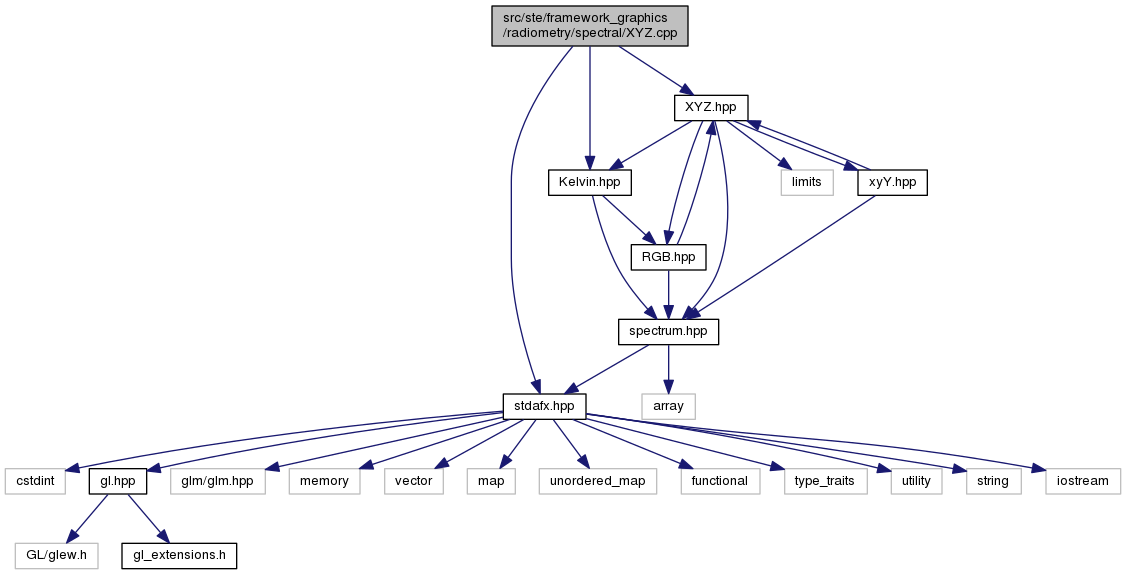 src/ste/framework_graphics
/radiometry/spectral/XYZ.cpp
XYZ.hpp
Kelvin.hpp
limits
xyY.hpp
RGB.hpp
spectrum.hpp
stdafx.hpp
array
cstdint
gl.hpp
glm/glm.hpp
memory
vector
map
unordered_map
functional
type_traits
utility
string
iostream
GL/glew.h
gl_extensions.h